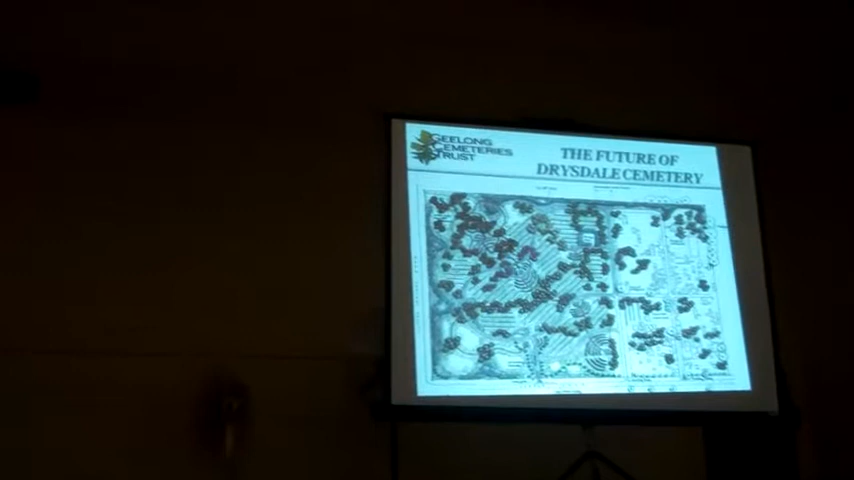 GEELONG
CEMETERIES
TRUST
THE FUTURE OF
DRYSDALE CEMETERY